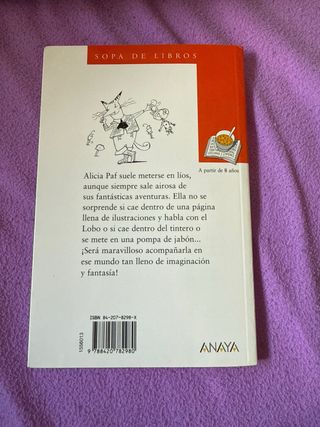 SOPA DE LIBROS
A partir de 8 años
Alicia Paf suele meterse en líos,
aunque siempre sale airosa de
sus fantásticas aventuras. Ella no se
sorprende si cae dentro de una página
llena de ilustraciones y habla con el
Lobo o si cae dentro del tintero o
se mete en una pompa de jabón...
¡Será maravilloso acompañarla en
ese mundo tan lleno de imaginación
y fantasía!
ISBN 84-207-8298-X
1556013
9 788420 782980
ANAYA